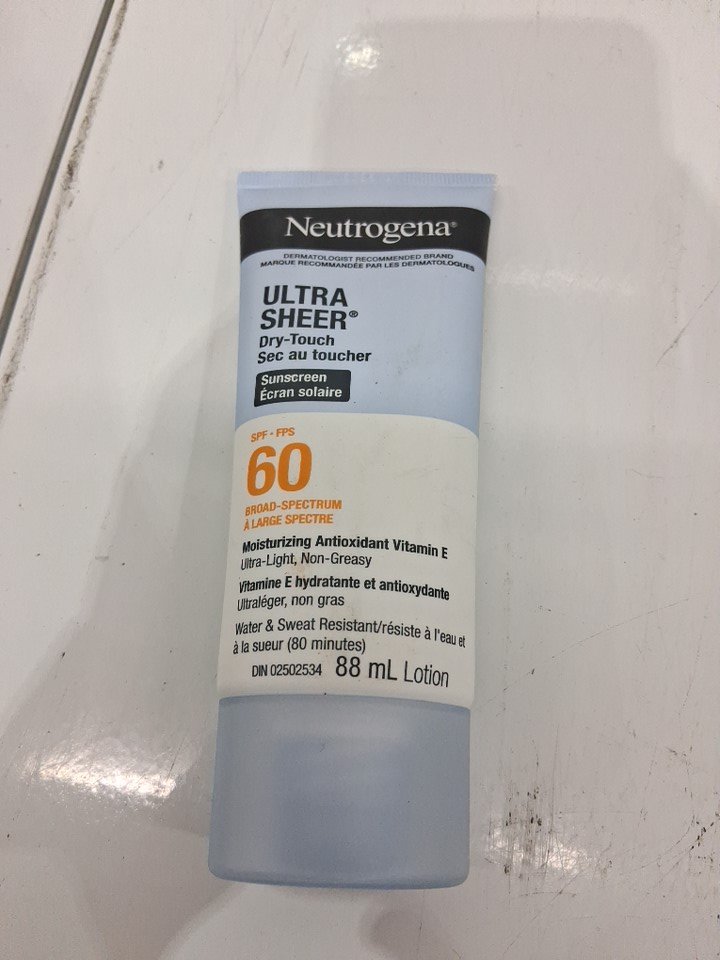 Neutrogena®
DERMATOLOGIST RECOMMENDED BRAND
MARQUE RECOMMANDÉE PAR LES DERMATOLOGUES
ULTRA
SHEER®
Dry-Touch
Sec au toucher
Sunscreen
Écran solaire
SPF • FPS
60
BROAD-SPECTRUM
À LARGE SPECTRE
Moisturizing Antioxidant Vitamin E
Ultra-Light, Non-Greasy
Vitamine E hydratante et antioxydante
Ultraléger, non gras
Water & Sweat Resistant/résiste à l'eau et
à la sueur (80 minutes)
DIN 02502534 88 mL Lotion